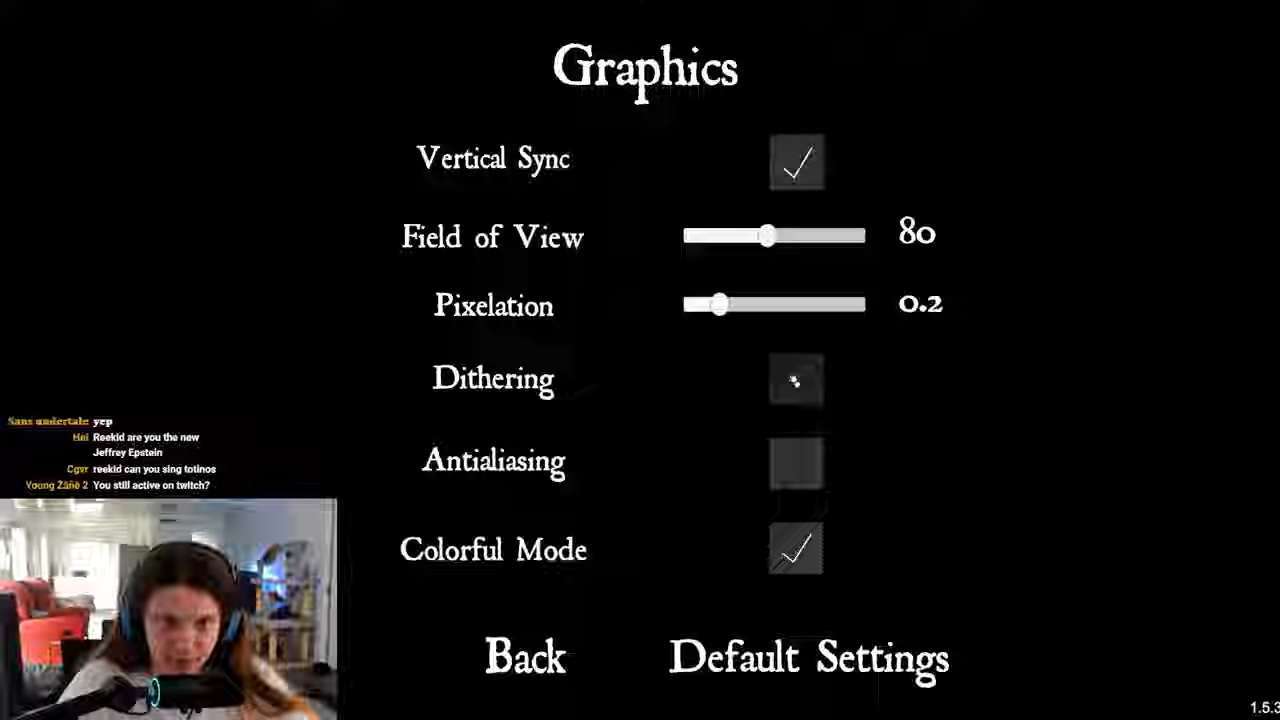 Graphics
Vertical Sync
Field of View 80
Pixelation 0.2
Dithering
Antialiasing
Colorful Mode
Back Default Settings
Sans undertale yep
Hei Reekid are you the new
Jeffrey Epstein
Cgvr reekid can you sing totinos
Young Zāñē 2 You still active on twitch?
1.5.3